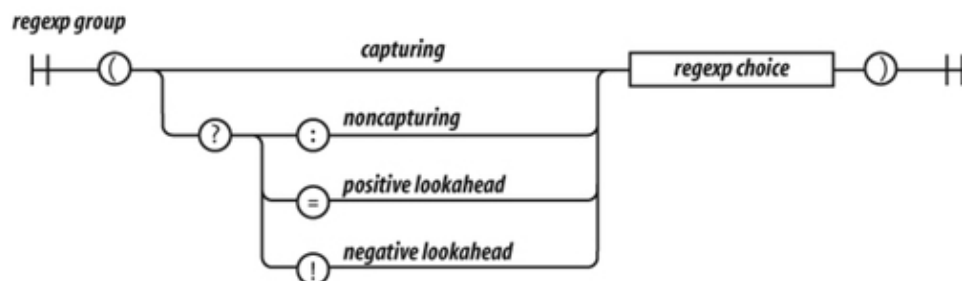 regexp group
capturing
( regexp choice )
noncapturing
? :
positive lookahead
=
negative lookahead
!